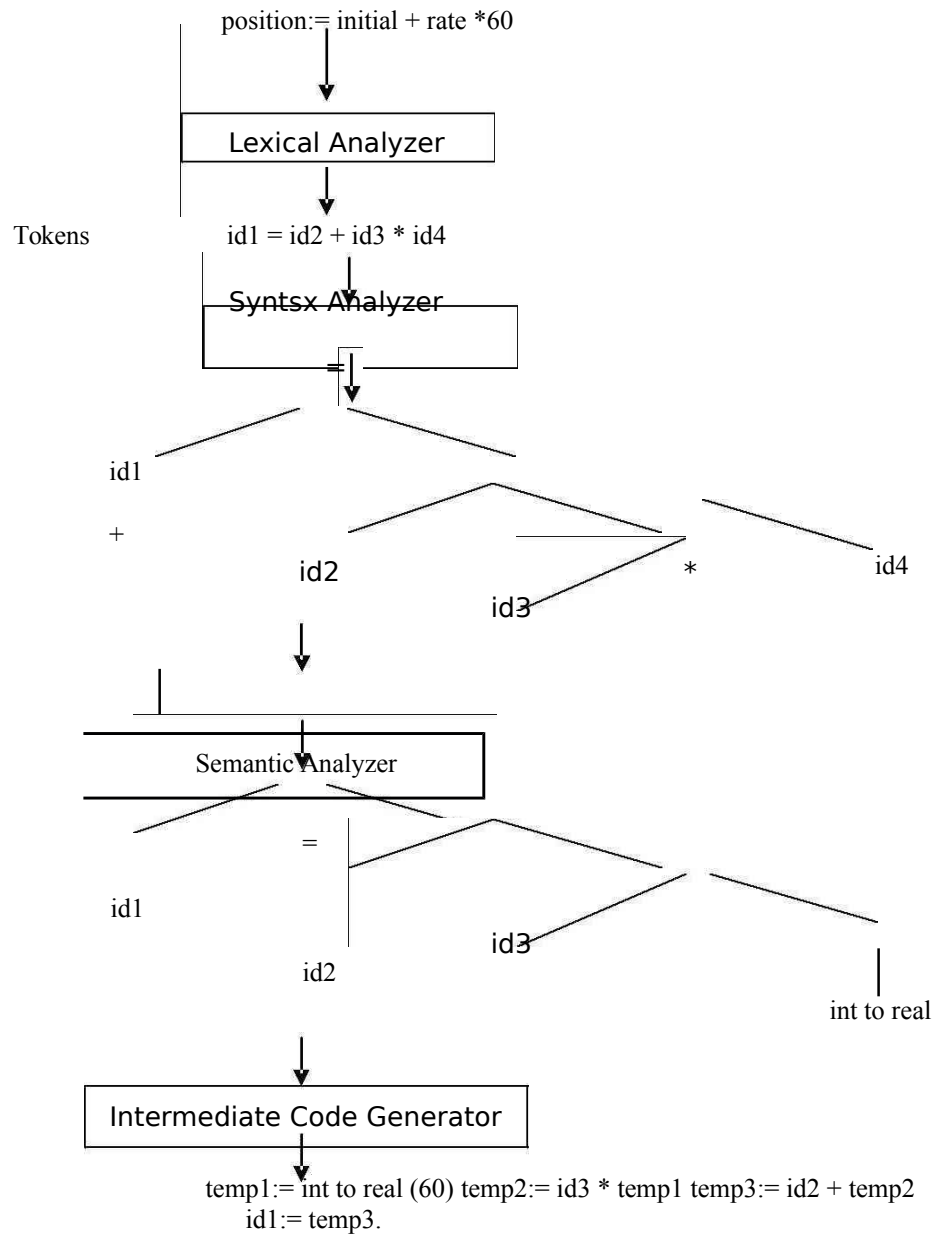 position:= initial + rate *60
Lexical Analyzer
Tokens id1 = id2 + id3 * id4
Syntsx Analyzer
=
id1
+
id2 * id4
id3
Semantic Analyzer
=
id1
id3
id2
int to real
Intermediate Code Generator
temp1:= int to real (60) temp2:= id3 * temp1 temp3:= id2 + temp2
id1:= temp3.